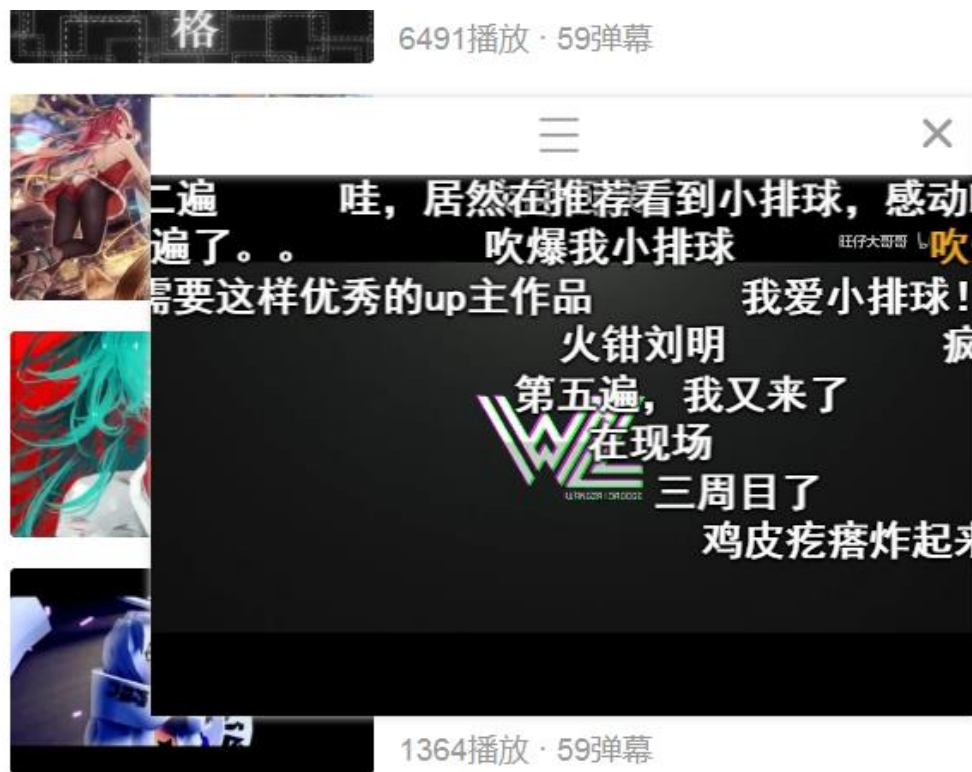 格
6491播放 · 59弹幕
二遍 哇，居然在推荐看到小排球，感动
遍了。。 吹爆我小排球 旺仔大哥哥 吹
需要这样优秀的up主作品 我爱小排球！
火钳刘明 疯
第五遍，我又来了
在现场
三周目了
鸡皮疙瘩炸起来
1364播放 · 59弹幕